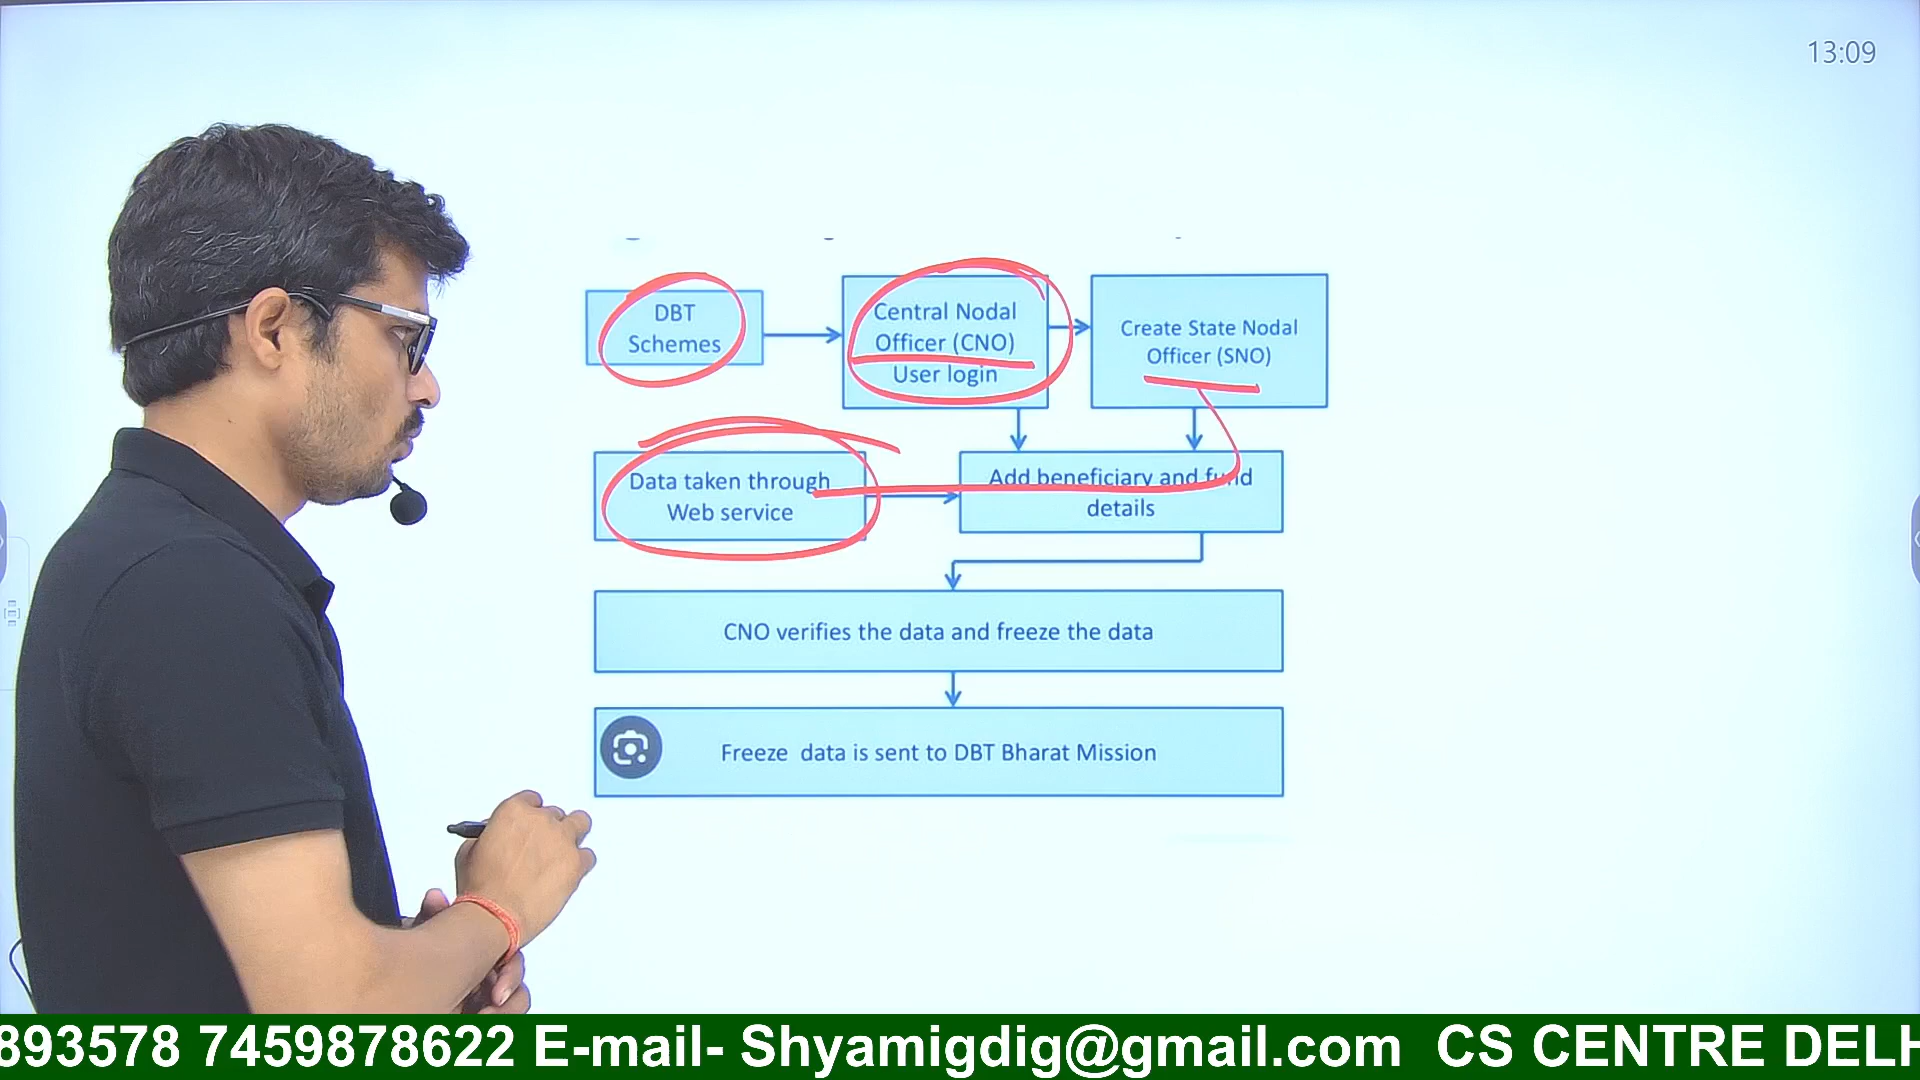 13:09
DBT
Schemes
Central Nodal
Officer (CNO)
User login
Create State Nodal
Officer (SNO)
Data taken through
Web service
Add beneficiary and fund
details
CNO verifies the data and freeze the data
Freeze data is sent to DBT Bharat Mission
893578 7459878622 E-mail- Shyamigdig@gmail.com CS CENTRE DELH